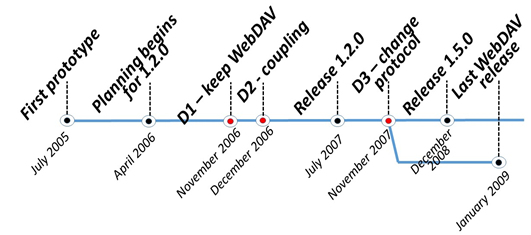 First prototype
Planning begins
for 1.2.0
D1 – keep WebDAV
D2 - coupling
Release 1.2.0
D3 – change
protocol
Release 1.5.0
Last WebDAV
release
July 2005
April 2006
November 2006
December 2006
July 2007
November 2007
December
2008
January 2009